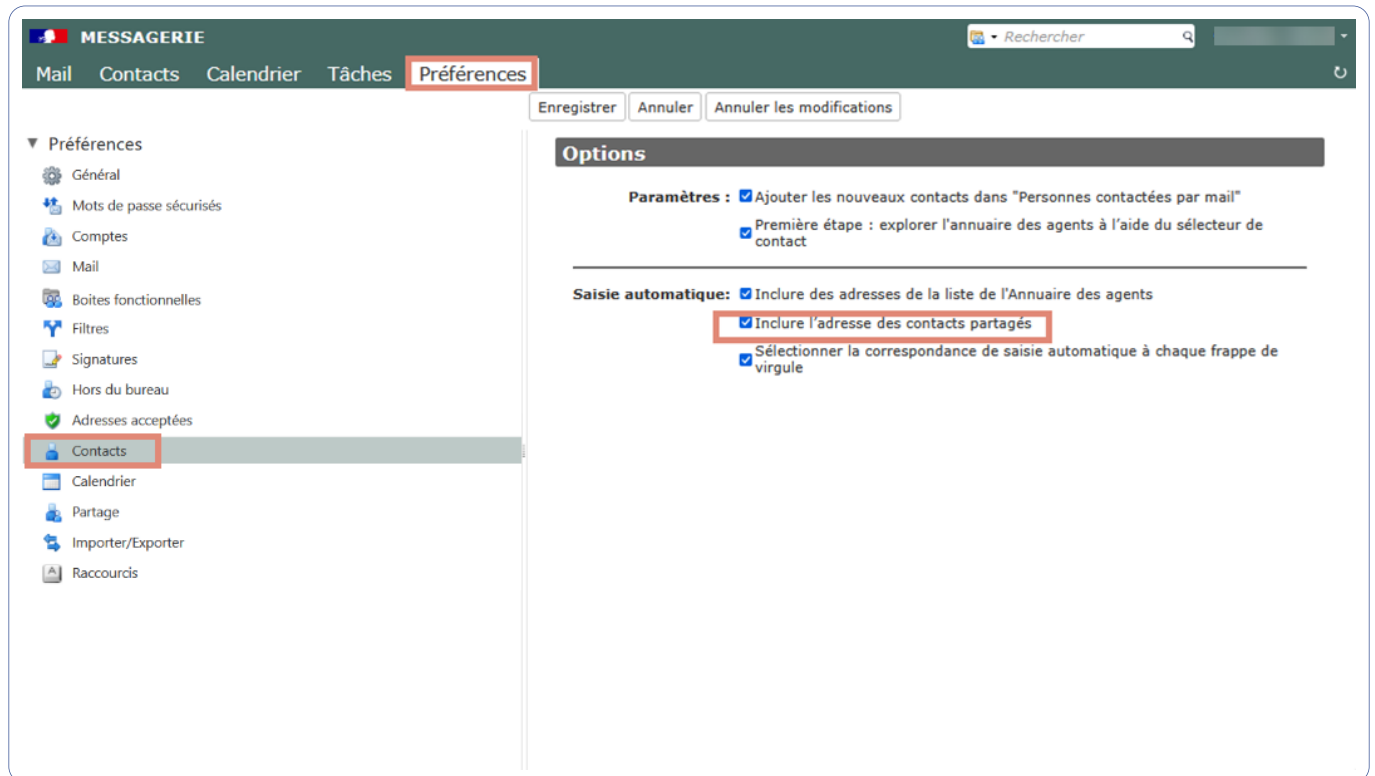 MESSAGERIE
Rechercher
Mail Contacts Calendrier Tâches Préférences
Enregistrer Annuler Annuler les modifications
Préférences
Général
Mots de passe sécurisés
Comptes
Mail
Boites fonctionnelles
Filtres
Signatures
Hors du bureau
Adresses acceptées
Contacts
Calendrier
Partage
Importer/Exporter
Raccourcis
Options
Paramètres : Ajouter les nouveaux contacts dans "Personnes contactées par mail"
Première étape : explorer l'annuaire des agents à l’aide du sélecteur de
contact
Saisie automatique: Inclure des adresses de la liste de l'Annuaire des agents
Inclure l’adresse des contacts partagés
Sélectionner la correspondance de saisie automatique à chaque frappe de
virgule